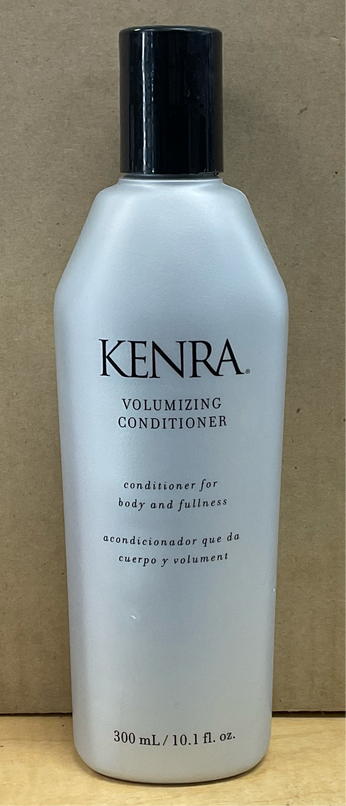 KENRA®
VOLUMIZING
CONDITIONER
conditioner for
body and fullness
acondicionador que da
cuerpo y volument
300 mL / 10.1 fl. oz.